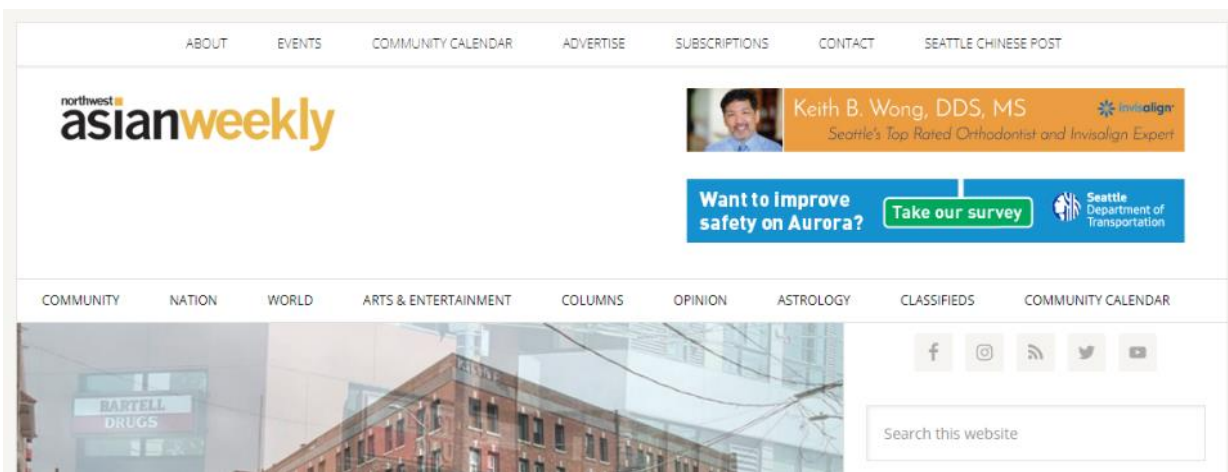 ABOUT EVENTS COMMUNITY CALENDAR ADVERTISE SUBSCRIPTIONS CONTACT SEATTLE CHINESE POST
northwest
asianweekly
Keith B. Wong, DDS, MS
invisalign
Seattle's Top Rated Orthodontist and Invisalign Expert
Want to improve
safety on Aurora?
Take our survey
Seattle
Department of
Transportation
COMMUNITY NATION WORLD ARTS & ENTERTAINMENT COLUMNS OPINION ASTROLOGY CLASSIFIEDS COMMUNITY CALENDAR
BARTELL
DRUGS
Search this website